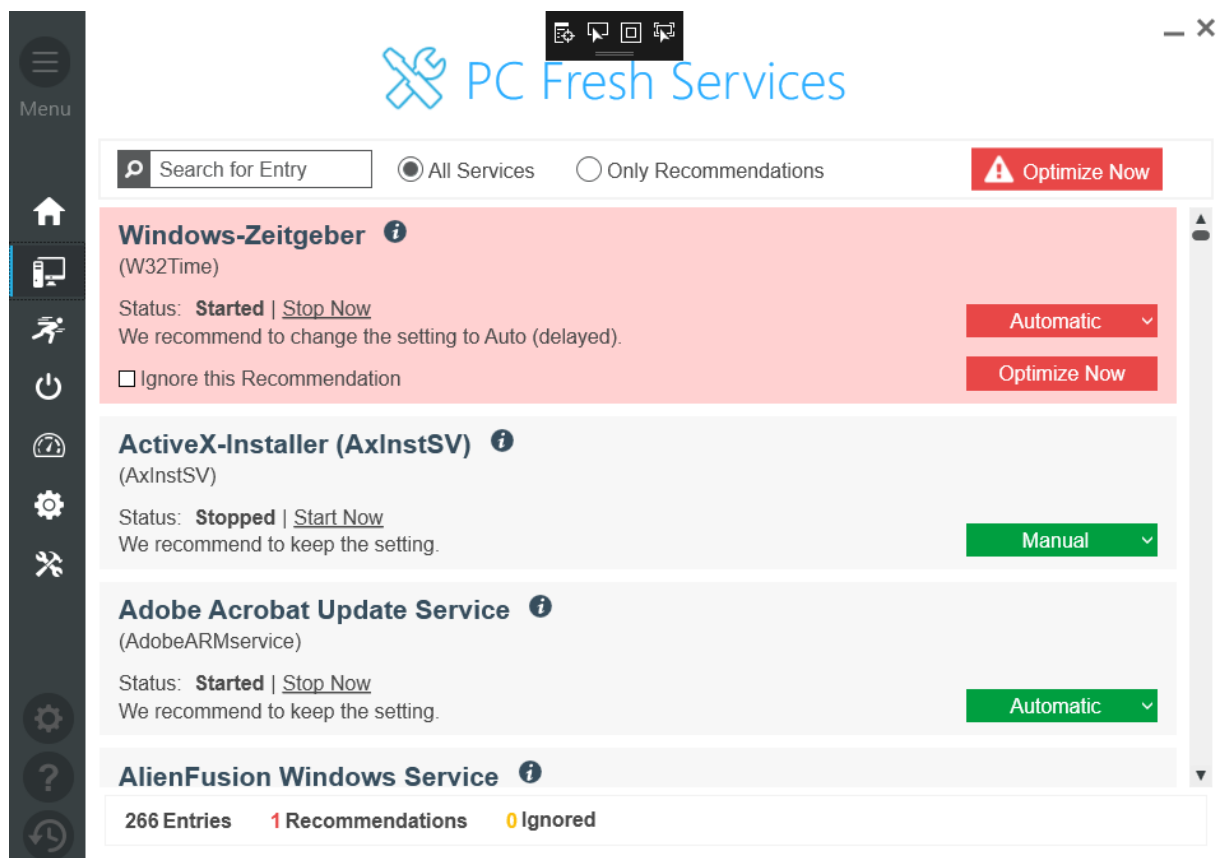 PC Fresh Services
Menu
Search for Entry
All Services
Only Recommendations
Optimize Now
Windows-Zeitgeber
(W32Time)
Status: Started | Stop Now
We recommend to change the setting to Auto (delayed).
Automatic
Ignore this Recommendation
Optimize Now
ActiveX-Installer (AxInstSV)
(AxInstSV)
Status: Stopped | Start Now
We recommend to keep the setting.
Manual
Adobe Acrobat Update Service
(AdobeARMservice)
Status: Started | Stop Now
We recommend to keep the setting.
Automatic
AlienFusion Windows Service
266 Entries
1 Recommendations
0 Ignored